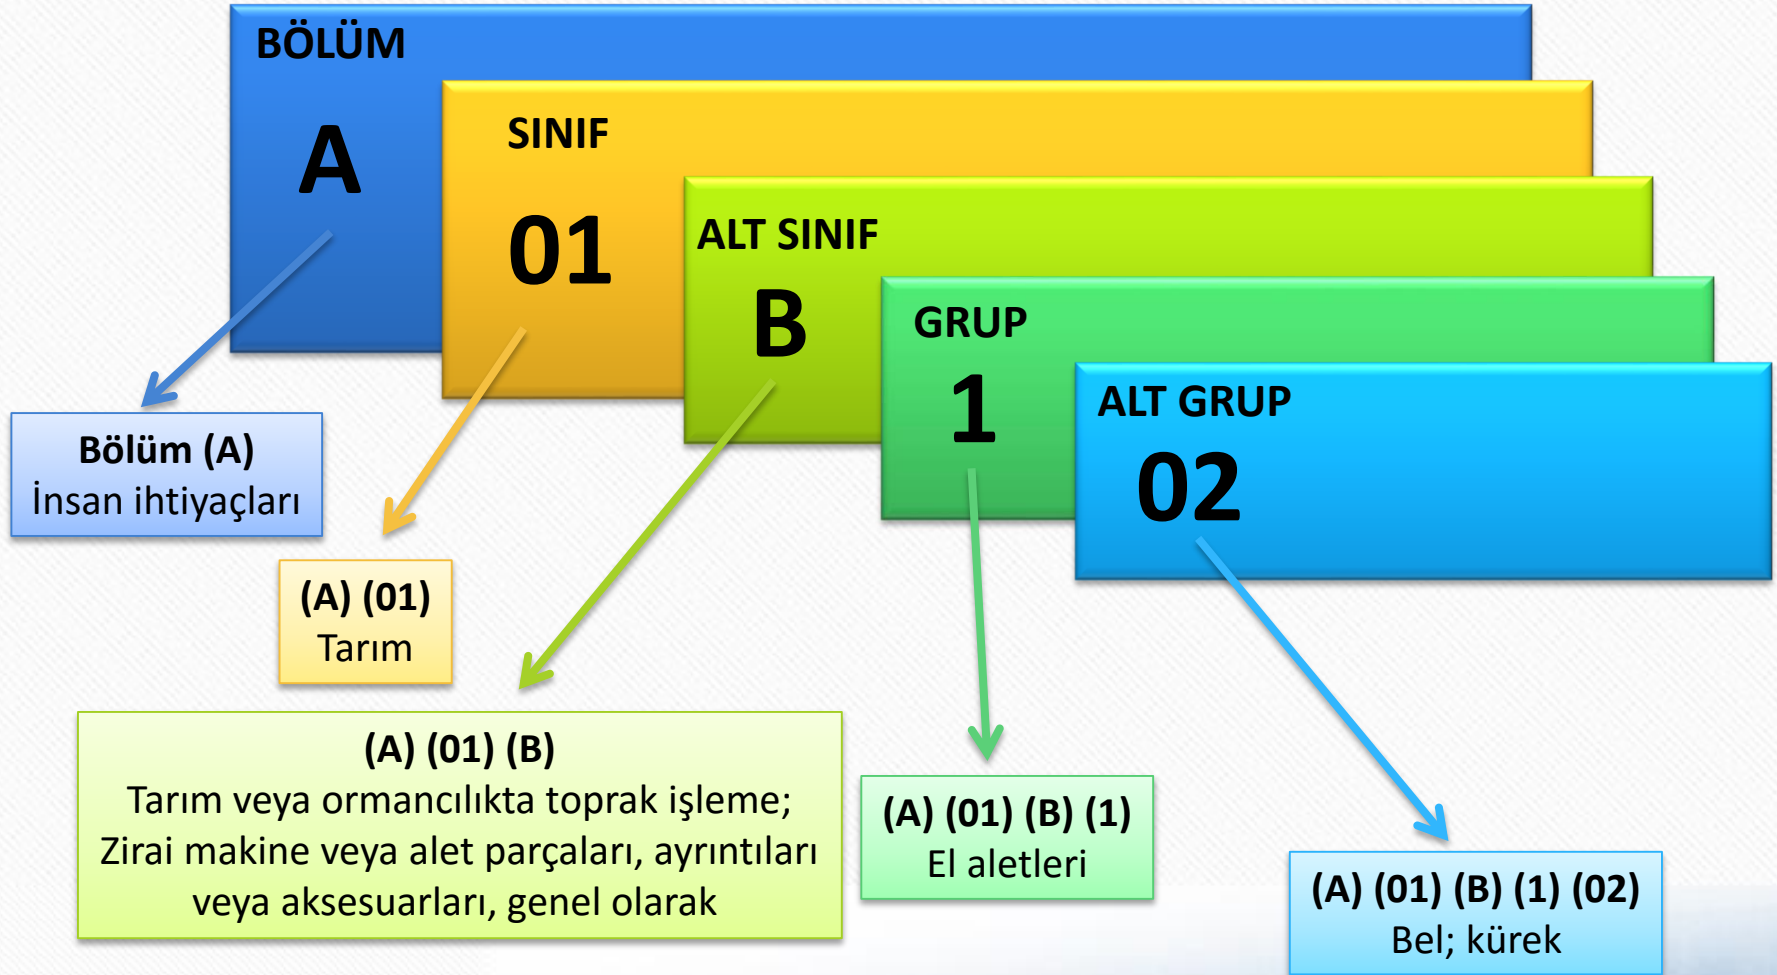 BÖLÜM
A
SINIF
01
ALT SINIF
B
GRUP
1
ALT GRUP
02
Bölüm (A)
İnsan ihtiyaçları
(A) (01)
Tarım
(A) (01) (B)
Tarım veya ormancılıkta toprak işleme;
Zirai makine veya alet parçaları, ayrıntıları
veya aksesuarları, genel olarak
(A) (01) (B) (1)
El aletleri
(A) (01) (B) (1) (02)
Bel; kürek